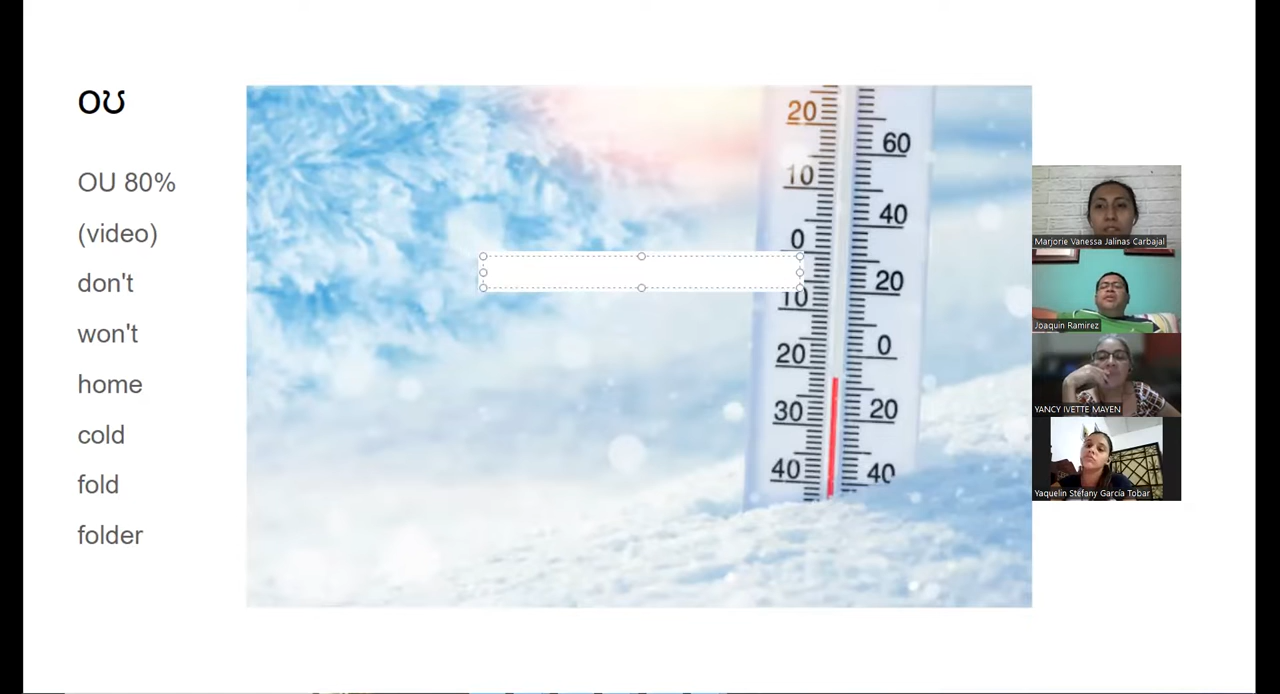 oʊ
OU 80%
(video)
don't
won't
home
cold
fold
folder
20
10
0
10
20
30
40
60
40
20
0
20
40
Marjorie Vanessa Jalinas Carbajal
Joaquin Ramirez
YANCY IVETTE MAYEN
Yaquelin Stefany García Tobar